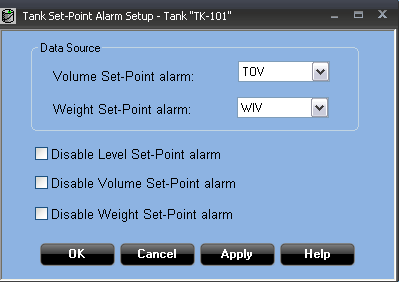 Tank Set-Point Alarm Setup - Tank "TK-101"
Data Source
Volume Set-Point alarm: TOV
Weight Set-Point alarm: WIV
Disable Level Set-Point alarm
Disable Volume Set-Point alarm
Disable Weight Set-Point alarm
OK Cancel Apply Help